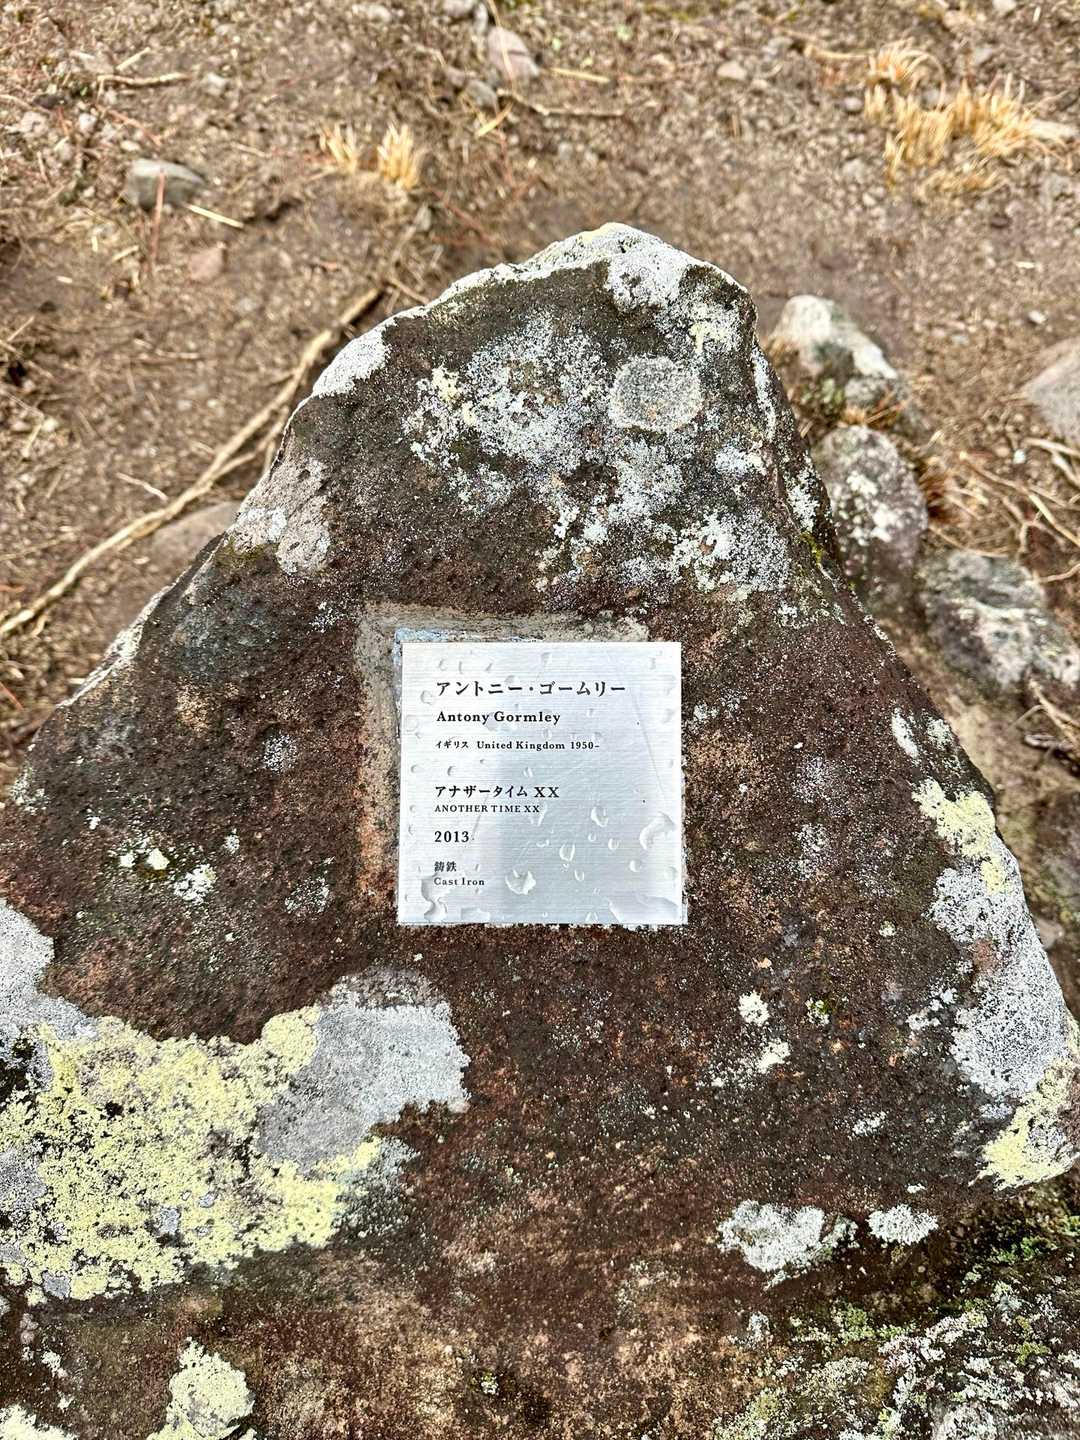 アントニー・ゴームリー
Antony Gormley
イギリス United Kingdom 1950–
アナザータイム XX
ANOTHER TIME XX
2013
鋳鉄
Cast Iron